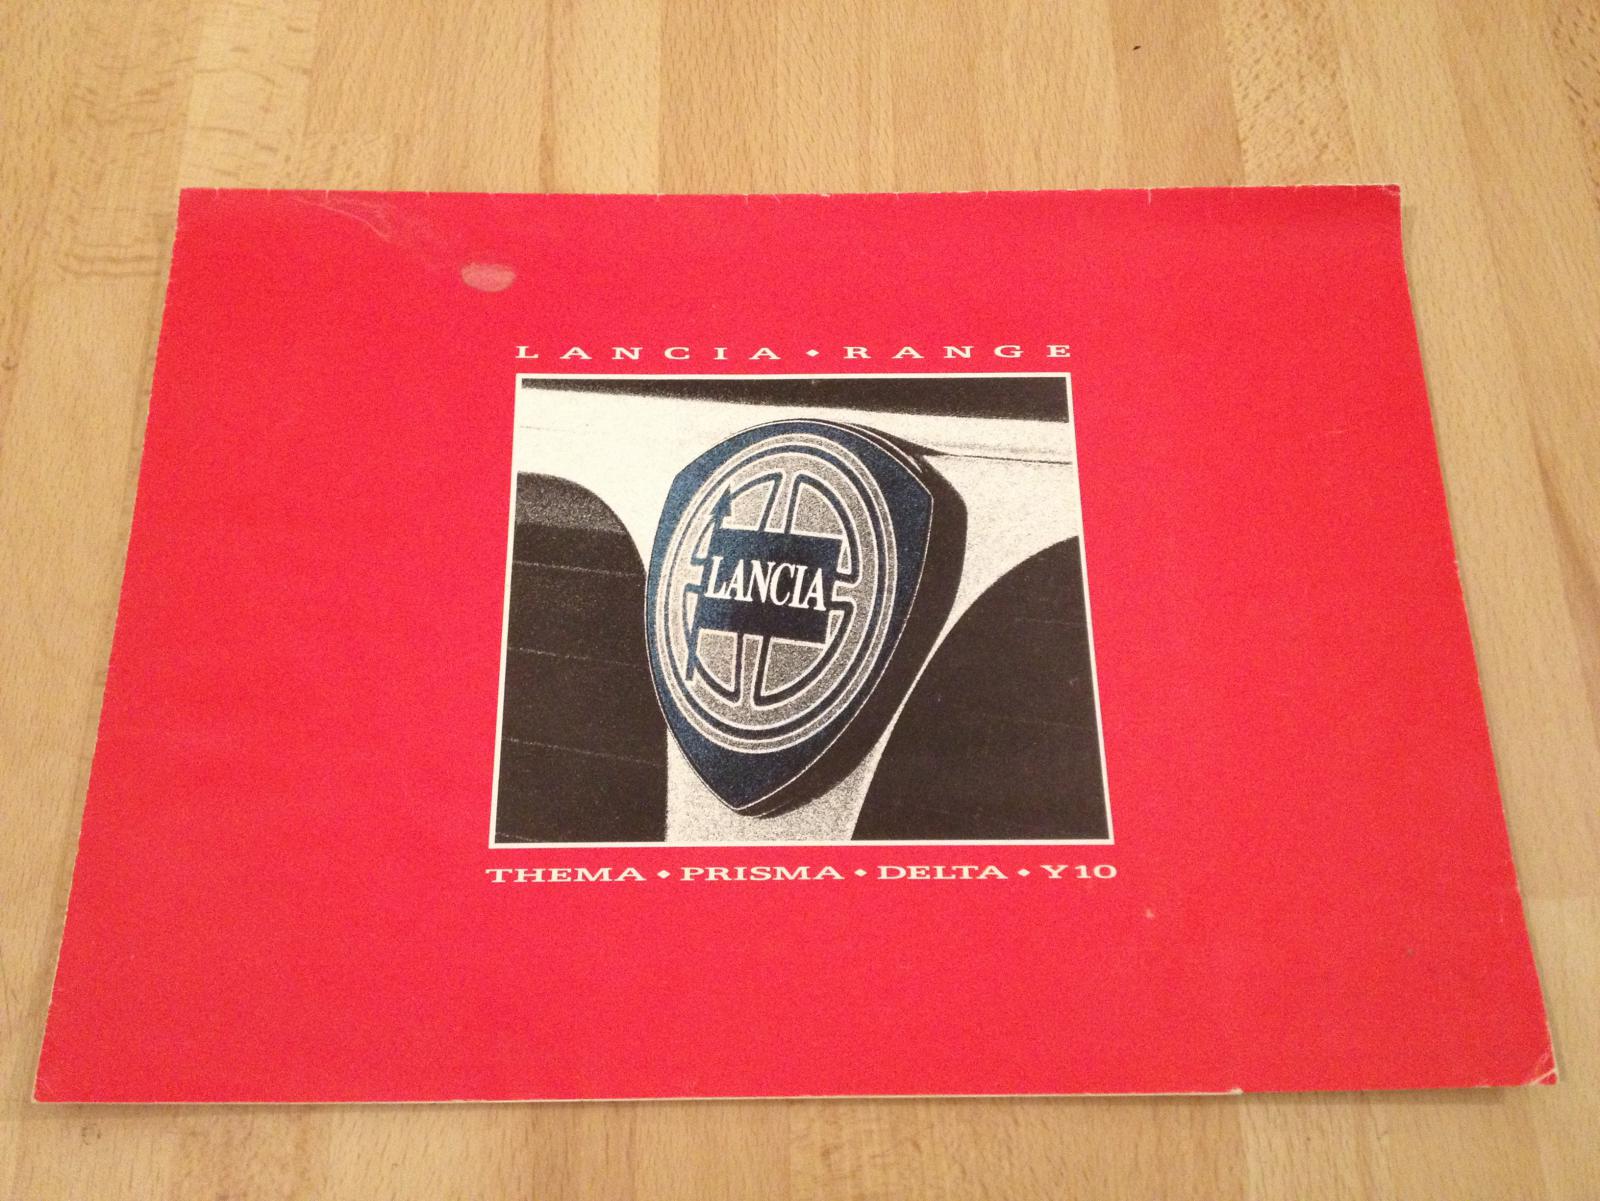 LANCIA ⬥ RANGE
LANCIA
THEMA ⬥ PRISMA ⬥ DELTA ⬥ Y10